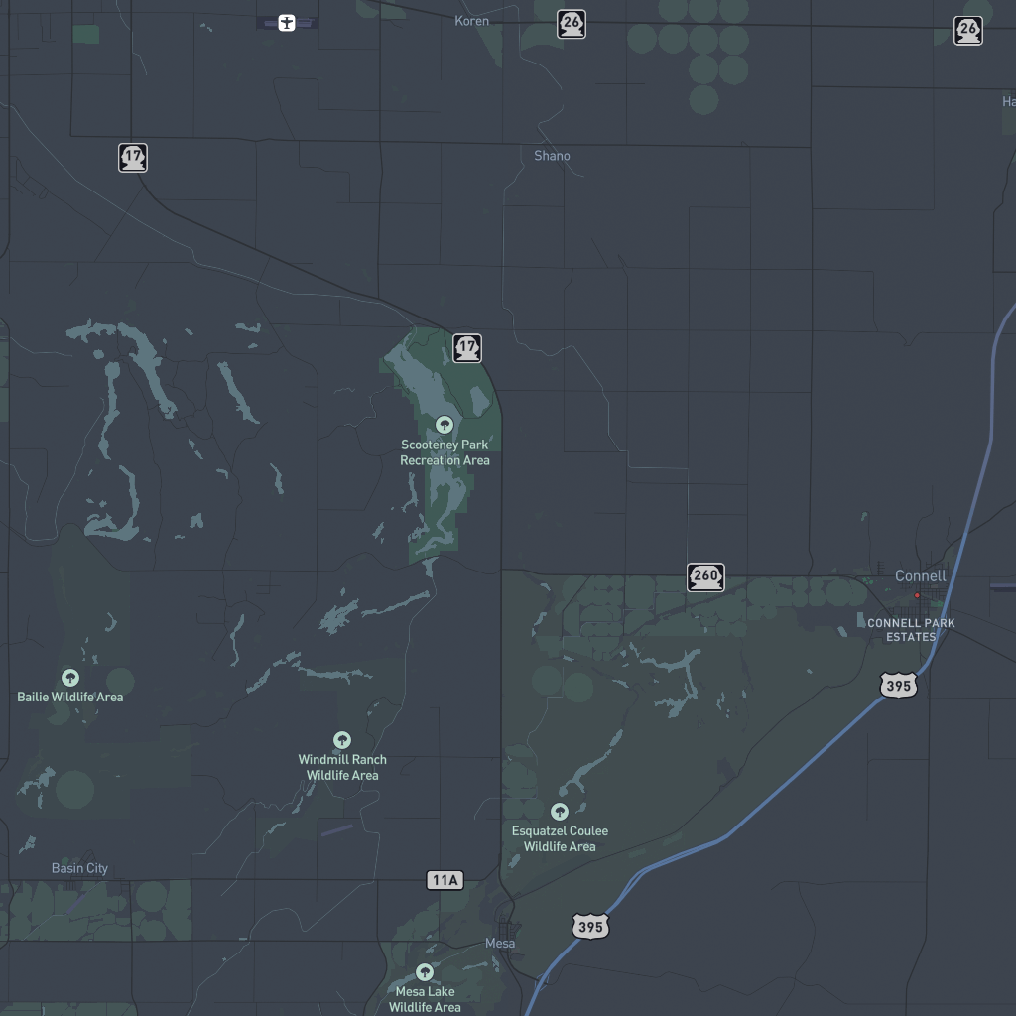 Koren
26
26
Ha
17
Shano
17
Scooteney Park
Recreation Area
260
Connell
CONNELL PARK
ESTATES
Bailie Wildlife Area
395
Windmill Ranch
Wildlife Area
Esquatzel Coulee
Wildlife Area
Basin City
11A
395
Mesa
Mesa Lake
Wildlife Area